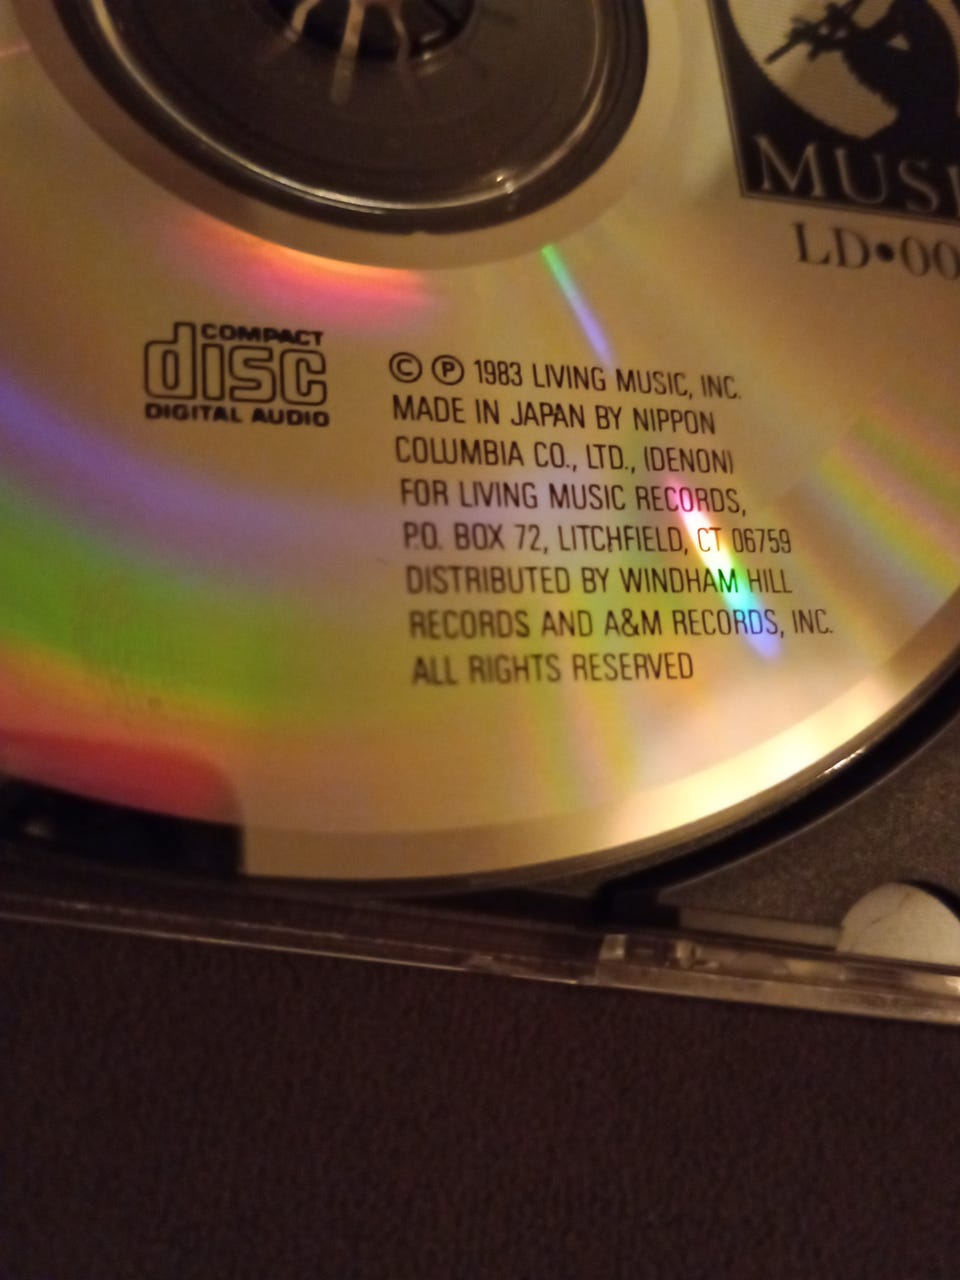 MUSI
LD•00
COMPACT
disc
DIGITAL AUDIO
© ℗ 1983 LIVING MUSIC, INC.
MADE IN JAPAN BY NIPPON
COLUMBIA CO., LTD., (DENON)
FOR LIVING MUSIC RECORDS,
P.O. BOX 72, LITCHFIELD, CT 06759
DISTRIBUTED BY WINDHAM HILL
RECORDS AND A&M RECORDS, INC.
ALL RIGHTS RESERVED